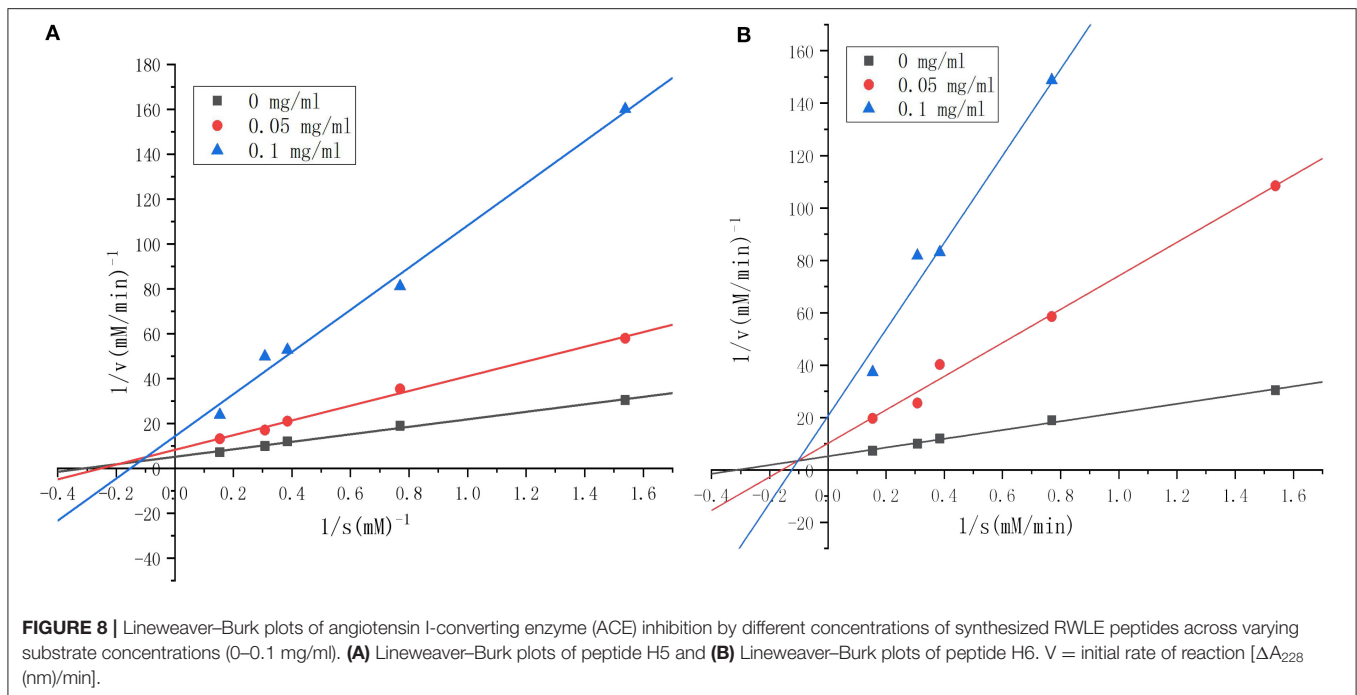 A
180
160
140
120
100
80
60
40
20
0
-20
-40
-0.4
-0.2
0.0
0.2
0.4
0.6
0.8
1.0
1.2
1.4
1.6
1/v(mM/min)⁻¹
1/s(mM)⁻¹
0 mg/ml
0.05 mg/ml
0.1 mg/ml
B
160
140
120
100
80
60
40
20
0
-20
-0.4
-0.2
0.0
0.2
0.4
0.6
0.8
1.0
1.2
1.4
1.6
1/v(mM/min)⁻¹
1/s(mM/min)
0 mg/ml
0.05 mg/ml
0.1 mg/ml
FIGURE 8 | Lineweaver–Burk plots of angiotensin I-converting enzyme (ACE) inhibition by different concentrations of synthesized RWLE peptides across varying
substrate concentrations (0–0.1 mg/ml). (A) Lineweaver–Burk plots of peptide H5 and (B) Lineweaver–Burk plots of peptide H6. V = initial rate of reaction [ΔA₂₂₈
(nm)/min].